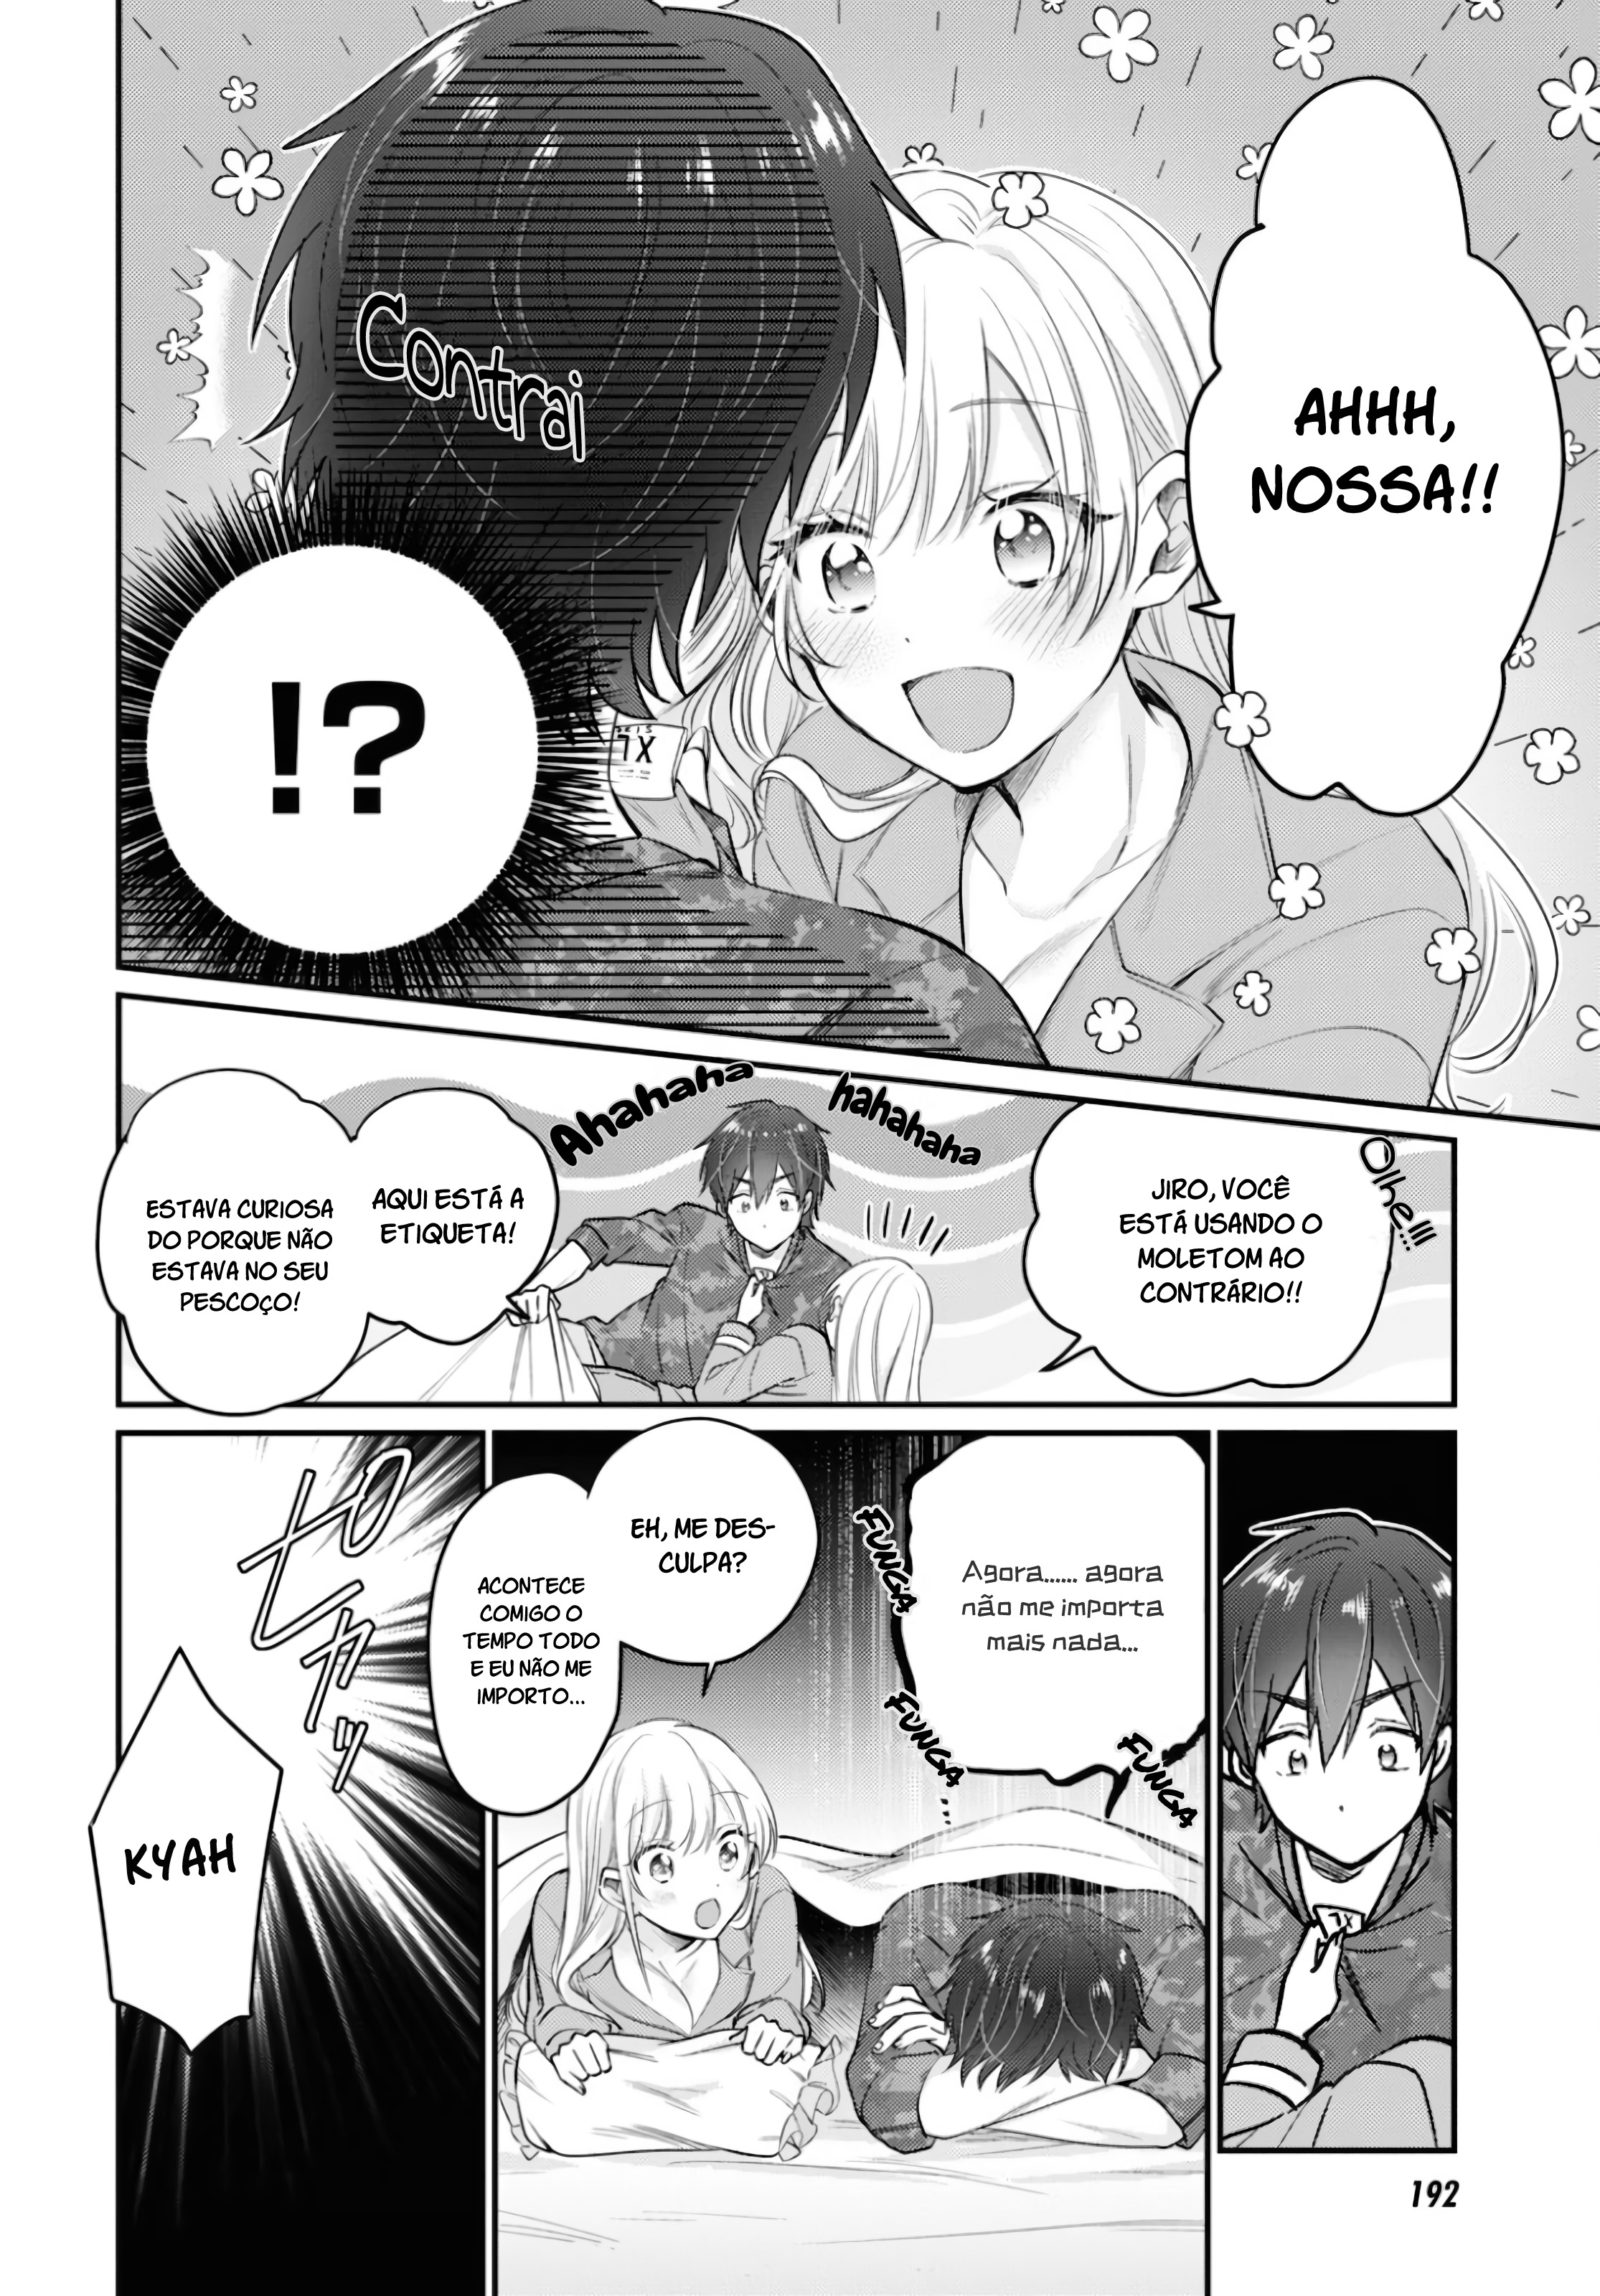 AHHH,
NOSSA!!
Contrai
!?
XL
Olhe!!!
JIRO, VOCÊ
ESTÁ USANDO O
MOLETOM AO
CONTRÁRIO!!
Ahahaha
hahahaha
AQUI ESTÁ A
ETIQUETA!
ESTAVA CURIOSA
DO PORQUE NÃO
ESTAVA NO SEU
PESCOÇO!
XL
Agora...... agora
não me importa
mais nada...
FUNGA
FUNGA
FUNGA
EH, ME DES-
CULPA?
ACONTECE
COMIGO O
TEMPO TODO
E EU NÃO ME
IMPORTO...
...
KYAH
192